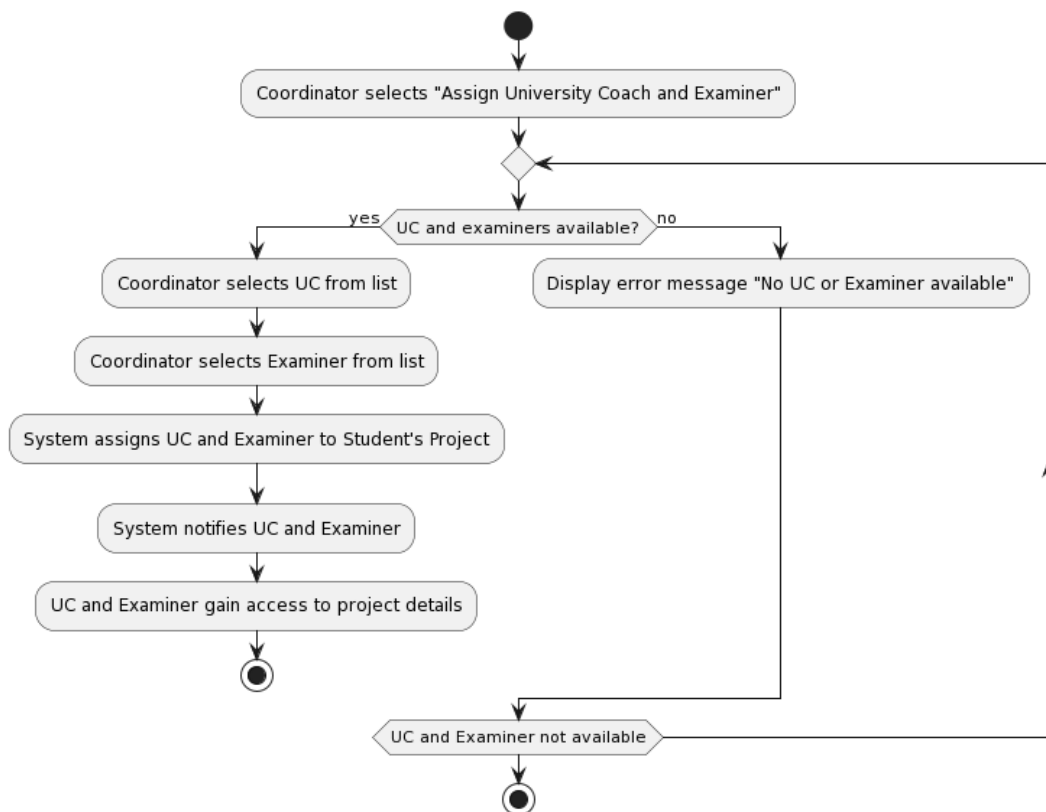 Coordinator selects "Assign University Coach and Examiner"
yes
UC and examiners available?
no
Coordinator selects UC from list
Display error message "No UC or Examiner available"
Coordinator selects Examiner from list
System assigns UC and Examiner to Student's Project
System notifies UC and Examiner
UC and Examiner gain access to project details
UC and Examiner not available